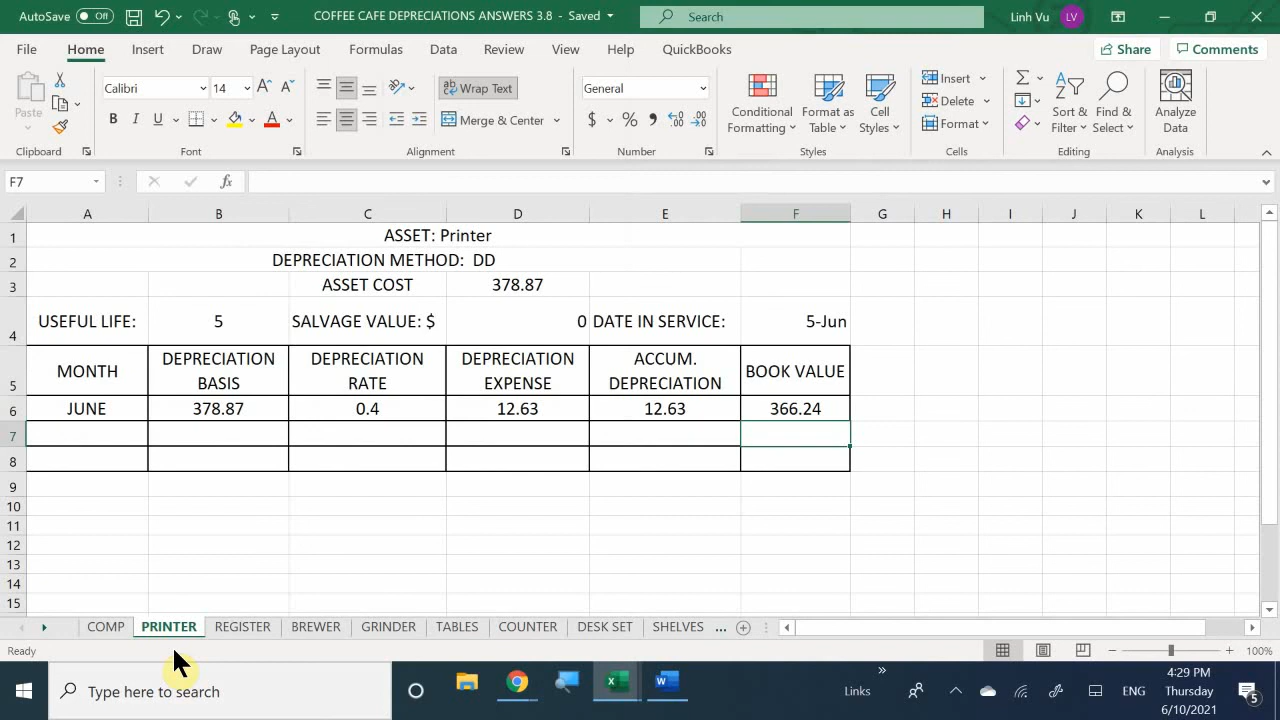 AutoSave Off COFFEE CAFE DEPRECIATIONS ANSWERS 3.8 - Saved Search Linh Vu LV
File Home Insert Draw Page Layout Formulas Data Review View Help QuickBooks Share Comments
Paste
Clipboard
Calibri 14
B I U A
Font
ab Wrap Text
Merge & Center
Alignment
General
$ % 9
Number
Conditional Formatting
Format as Table
Cell Styles
Styles
Insert
Delete
Format
Cells
Sort & Filter
Find & Select
Editing
Analyze Data
Analysis
F7 fx
A B C D E F G H I J K L
1 ASSET: Printer
2 DEPRECIATION METHOD: DD
3 ASSET COST 378.87
4 USEFUL LIFE: 5 SALVAGE VALUE: $ 0 DATE IN SERVICE: 5-Jun
5 MONTH DEPRECIATION BASIS DEPRECIATION RATE DEPRECIATION EXPENSE ACCUM. DEPRECIATION BOOK VALUE
6 JUNE 378.87 0.4 12.63 12.63 366.24
7
8
9
10
11
12
13
14
15
COMP PRINTER REGISTER BREWER GRINDER TABLES COUNTER DESK SET SHELVES ...
Ready 100%
Type here to search Links ENG 4:29 PM
Thursday
6/10/2021 5